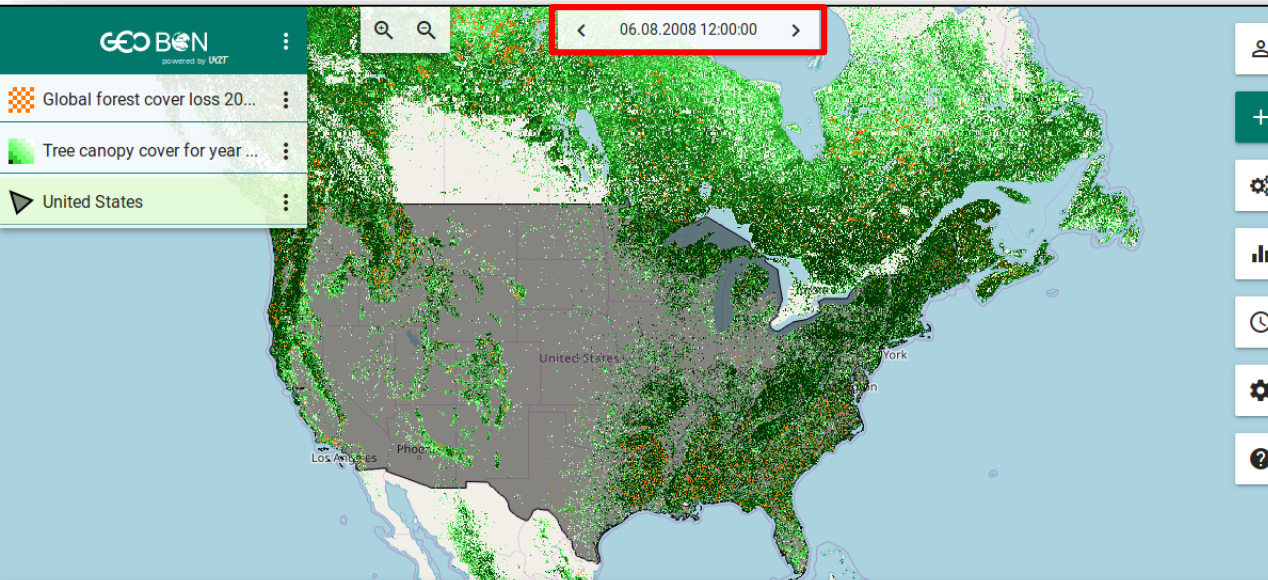 GEO BON
powered by VAT
06.08.2008 12:00:00
Global forest cover loss 20...
Tree canopy cover for year ...
United States
United States
York
Los Angeles